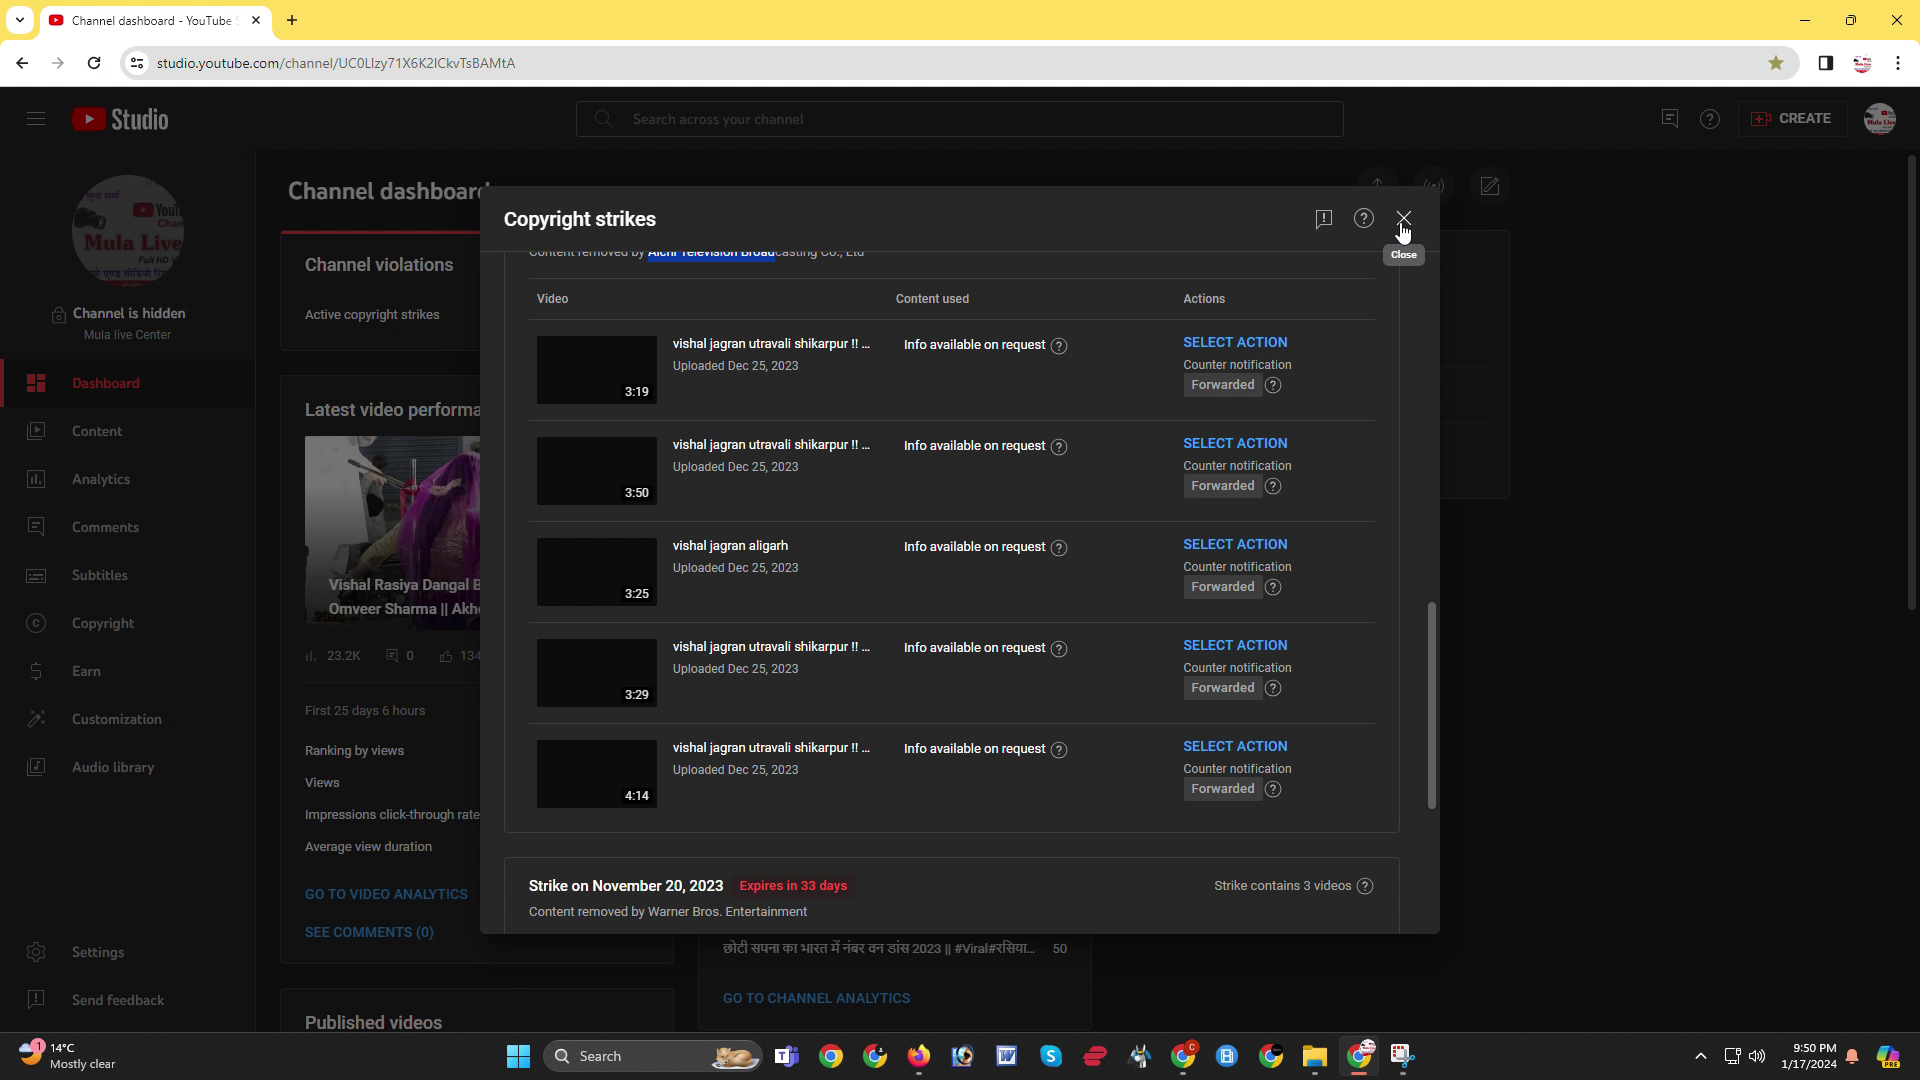 Channel dashboard - YouTube S
studio.youtube.com/channel/UC0LIzy71X6K2ICkvTsBAMtA
Studio
Search across your channel
CREATE
Mula Live
Channel is hidden
Mula live Center
Dashboard
Content
Analytics
Comments
Subtitles
Copyright
Earn
Customization
Audio library
Settings
Send feedback
Channel dashboard
Channel violations
Active copyright strikes
Latest video performa
Vishal Rasiya Dangal B
Omveer Sharma || Akh
23.2K 0 134
First 25 days 6 hours
Ranking by views
Views
Impressions click-through rate
Average view duration
GO TO VIDEO ANALYTICS
SEE COMMENTS (0)
Published videos
Copyright strikes
Close
Content removed by Aichi Television Broadcasting Co., Ltd
Video Content used Actions
vishal jagran utravali shikarpur !! ... Info available on request SELECT ACTION
Uploaded Dec 25, 2023 Counter notification
3:19 Forwarded
vishal jagran utravali shikarpur !! ... Info available on request SELECT ACTION
Uploaded Dec 25, 2023 Counter notification
3:50 Forwarded
vishal jagran aligarh Info available on request SELECT ACTION
Uploaded Dec 25, 2023 Counter notification
3:25 Forwarded
vishal jagran utravali shikarpur !! ... Info available on request SELECT ACTION
Uploaded Dec 25, 2023 Counter notification
3:29 Forwarded
vishal jagran utravali shikarpur !! ... Info available on request SELECT ACTION
Uploaded Dec 25, 2023 Counter notification
4:14 Forwarded
Strike on November 20, 2023 Expires in 33 days Strike contains 3 videos
Content removed by Warner Bros. Entertainment
छोटी सपना का भारत में नंबर वन डांस 2023 || #Viral#रसिया... 50
GO TO CHANNEL ANALYTICS
1
14°C
Mostly clear
Search
9:50 PM
1/17/2024